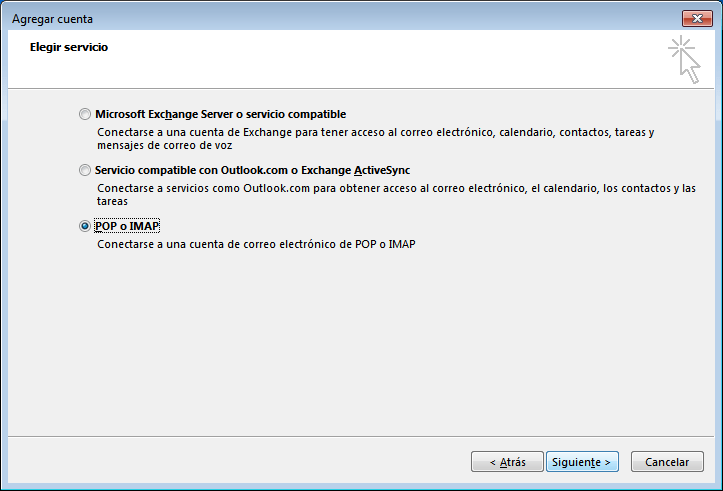 Agregar cuenta
Elegir servicio
Microsoft Exchange Server o servicio compatible
Conectarse a una cuenta de Exchange para tener acceso al correo electrónico, calendario, contactos, tareas y
mensajes de correo de voz
Servicio compatible con Outlook.com o Exchange ActiveSync
Conectarse a servicios como Outlook.com para obtener acceso al correo electrónico, el calendario, los contactos y las
tareas
POP o IMAP
Conectarse a una cuenta de correo electrónico de POP o IMAP
< Atrás
Siguiente >
Cancelar